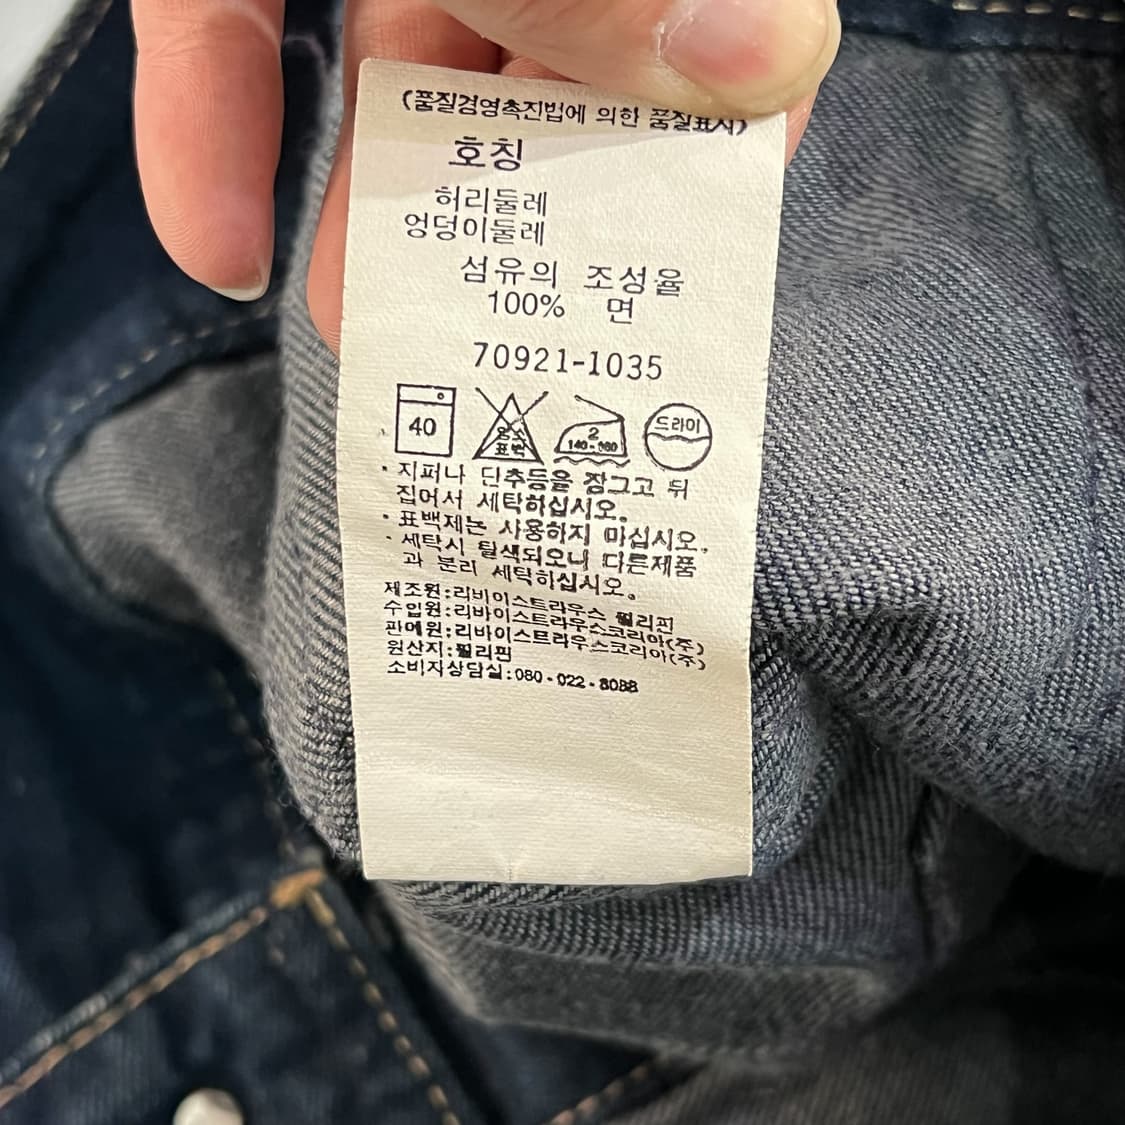 (품질경영촉진법에 의한 품질표시)
호칭
허리둘레
엉덩이둘레
섬유의 조성율
100% 면
70921-1035
40
염소
표백
2
140-160
드라이
· 지퍼나 단추등을 잠그고 뒤
집어서 세탁하십시오.
· 표백제는 사용하지 마십시오.
· 세탁시 탈색되오니 다른제품
과 분리 세탁하십시오.
제조원:리바이스트라우스 필리핀
수입원:리바이스트라우스코리아(주)
판매원:리바이스트라우스코리아(주)
원산지:필리핀
소비자상담실:080-022-8088